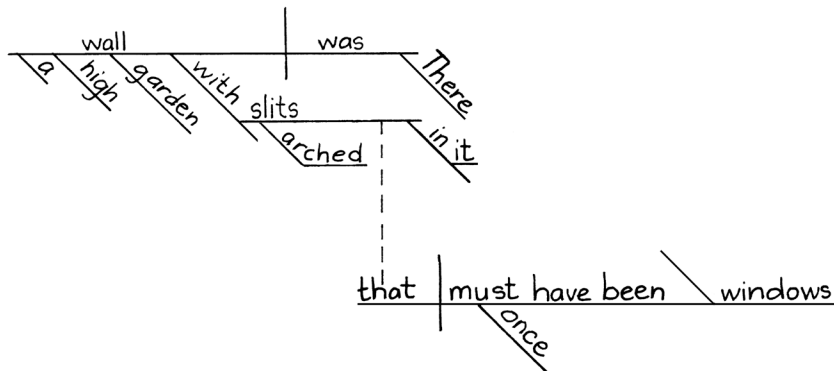 wall was
a high garden with There
slits
arched in it
that must have been windows
once